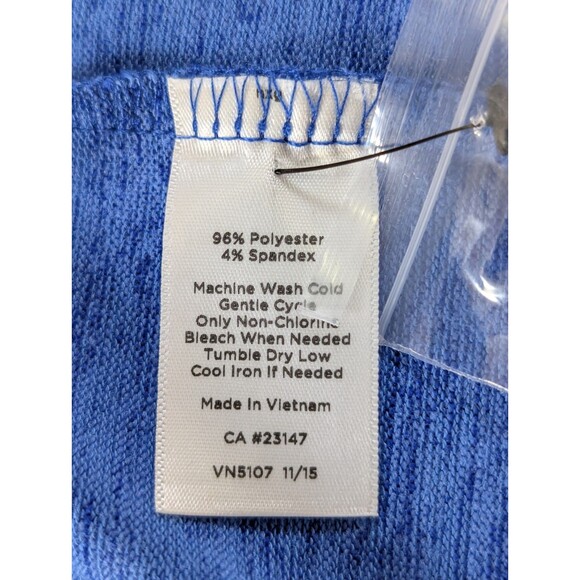 96% Polyester
4% Spandex
Machine Wash Cold
Gentle Cycle
Only Non-Chlorine
Bleach When Needed
Tumble Dry Low
Cool Iron If Needed
Made In Vietnam
CA #23147
VN5107 11/15